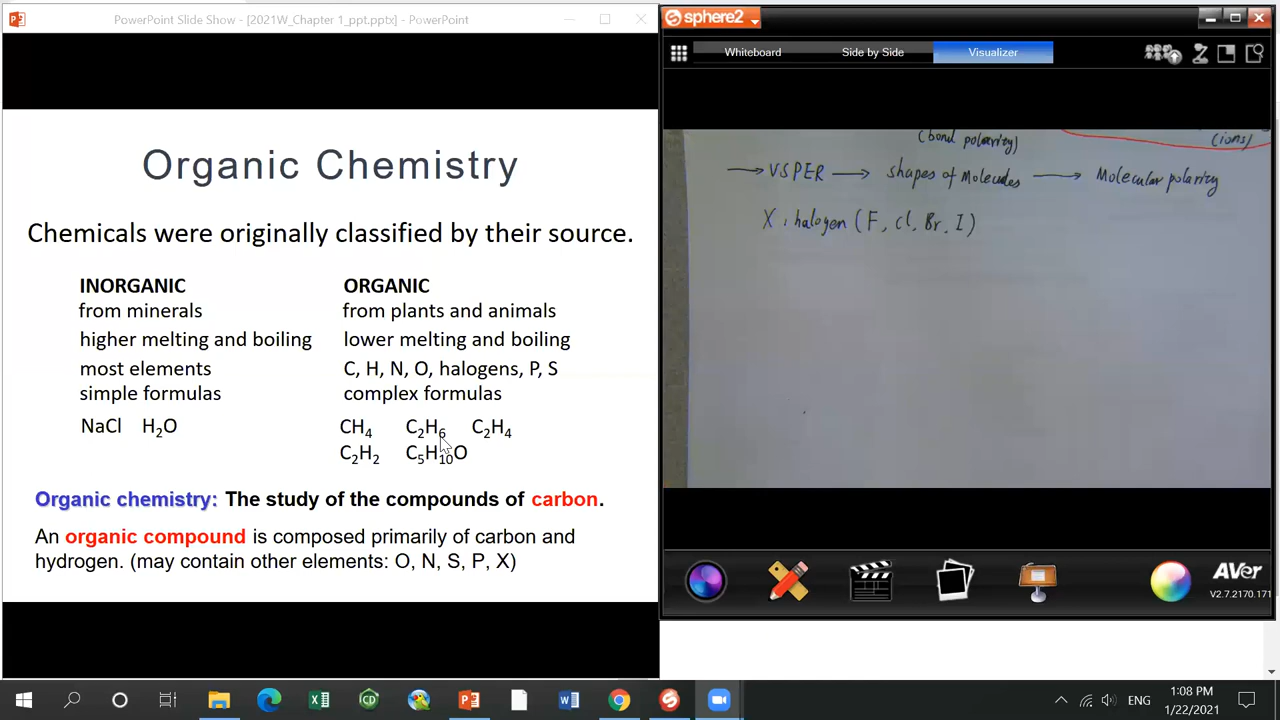 PowerPoint Slide Show - [2021W_Chapter 1_ppt.pptx] - PowerPoint
Organic Chemistry
Chemicals were originally classified by their source.
INORGANIC
from minerals
higher melting and boiling
most elements
simple formulas
NaCl H₂O
ORGANIC
from plants and animals
lower melting and boiling
C, H, N, O, halogens, P, S
complex formulas
CH₄ C₂H₆ C₂H₄
C₂H₂ C₅H₁₀O
Organic chemistry: The study of the compounds of carbon.
An organic compound is composed primarily of carbon and
hydrogen. (may contain other elements: O, N, S, P, X)
sphere2
Whiteboard Side by Side Visualizer
(bond polarity) (ions)
→ VSPER → shapes of Molecules → Molecular polarity
X : halogen (F, Cl, Br, I)
AVer
V2.7.2170.171
ENG
1:08 PM
1/22/2021